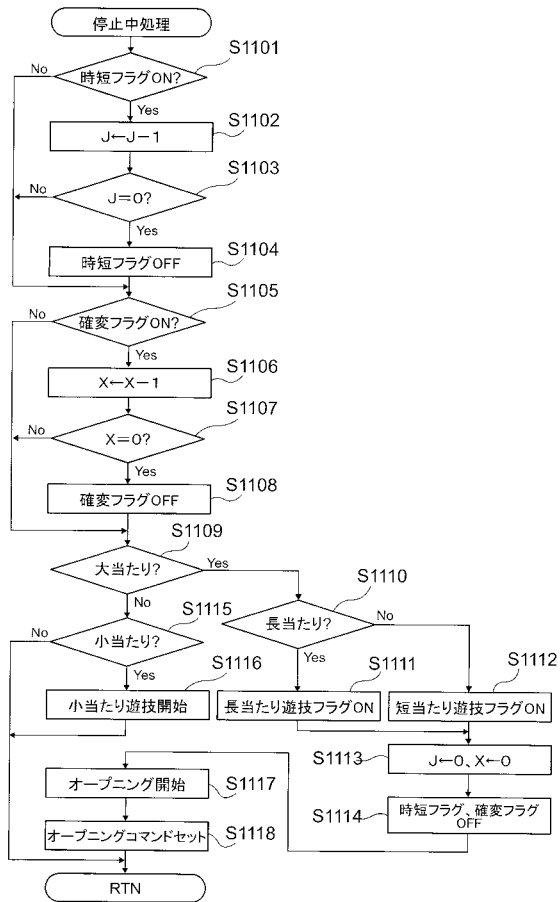 停止中処理
S1101
時短フラグON?
No
Yes
S1102
J←J－1
S1103
J＝0?
No
Yes
S1104
時短フラグOFF
S1105
確変フラグON?
No
Yes
S1106
X←X－1
S1107
X＝0?
No
Yes
S1108
確変フラグOFF
S1109
大当たり?
Yes
No
S1110
長当たり?
No
Yes
S1115
小当たり?
No
Yes
S1116
小当たり遊技開始
S1111
長当たり遊技フラグON
S1112
短当たり遊技フラグON
S1113
J←0、X←0
S1114
時短フラグ、確変フラグ
OFF
S1117
オープニング開始
S1118
オープニングコマンドセット
RTN